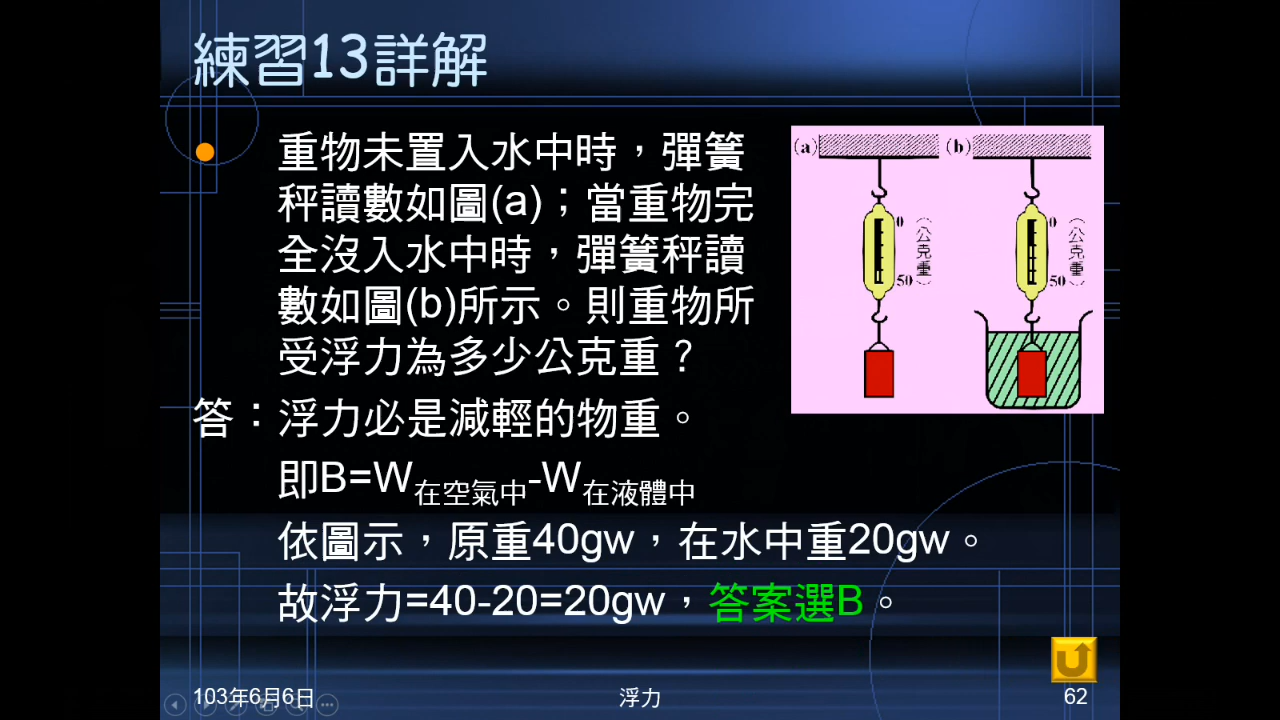 練習13詳解
重物未置入水中時，彈簧
秤讀數如圖(a)；當重物完
全沒入水中時，彈簧秤讀
數如圖(b)所示。則重物所
受浮力為多少公克重？
(a)
0
（公克重）
50
(b)
0
（公克重）
50
答：浮力必是減輕的物重。
即B=W在空氣中-W在液體中
依圖示，原重40gw，在水中重20gw。
故浮力=40-20=20gw，答案選B。
103年6月6日
浮力
62